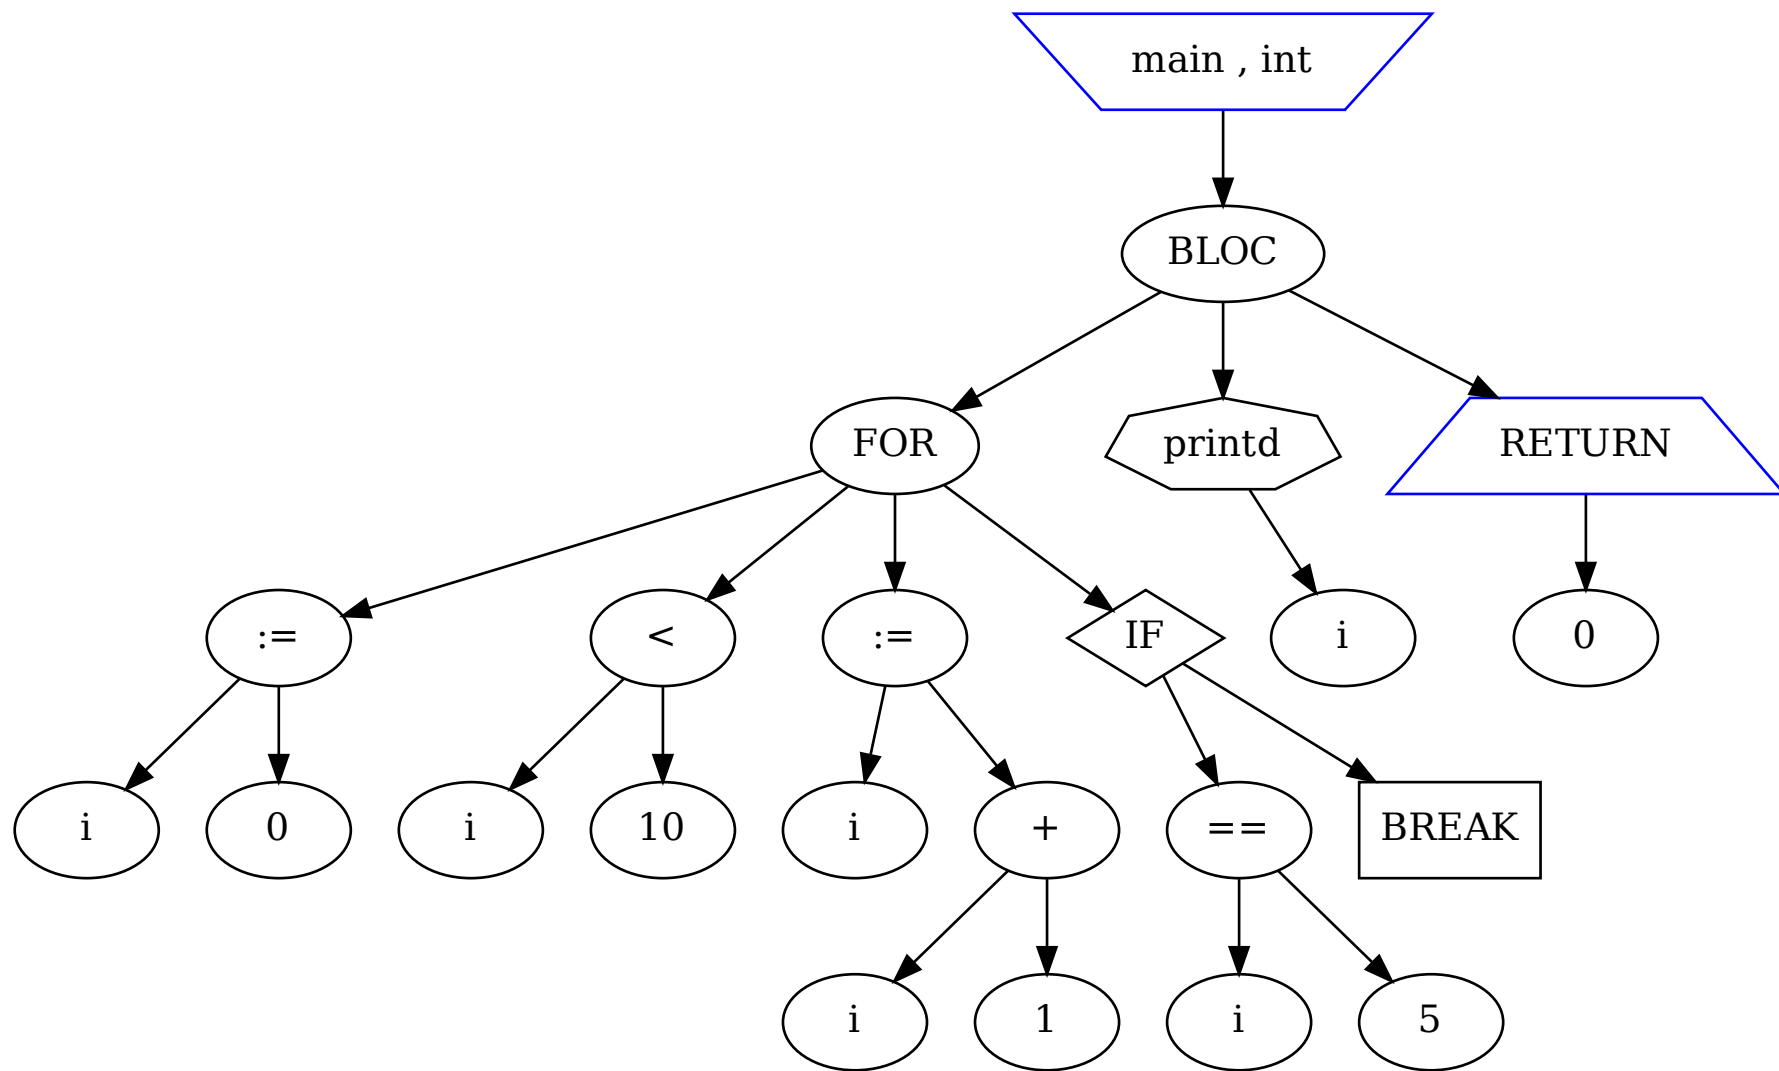 main , int
BLOC
FOR
printd
RETURN
:=
<
:=
IF
i
0
i
0
i
10
i
+
==
BREAK
i
1
i
5